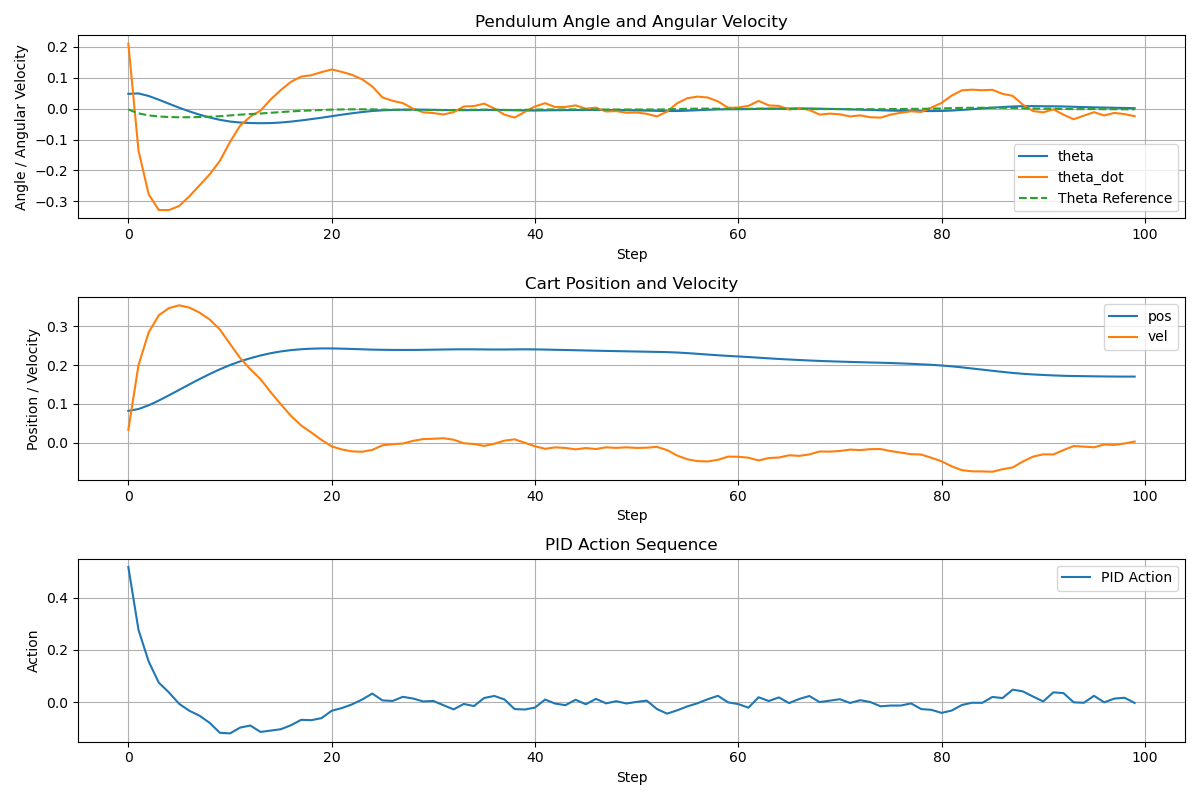 Pendulum Angle and Angular Velocity
Angle / Angular Velocity
0.2
0.1
0.0
−0.1
−0.2
−0.3
theta
theta_dot
Theta Reference
0 20 40 60 80 100
Step
Cart Position and Velocity
Position / Velocity
0.3
0.2
0.1
0.0
pos
vel
0 20 40 60 80 100
Step
PID Action Sequence
Action
0.4
0.2
0.0
PID Action
0 20 40 60 80 100
Step